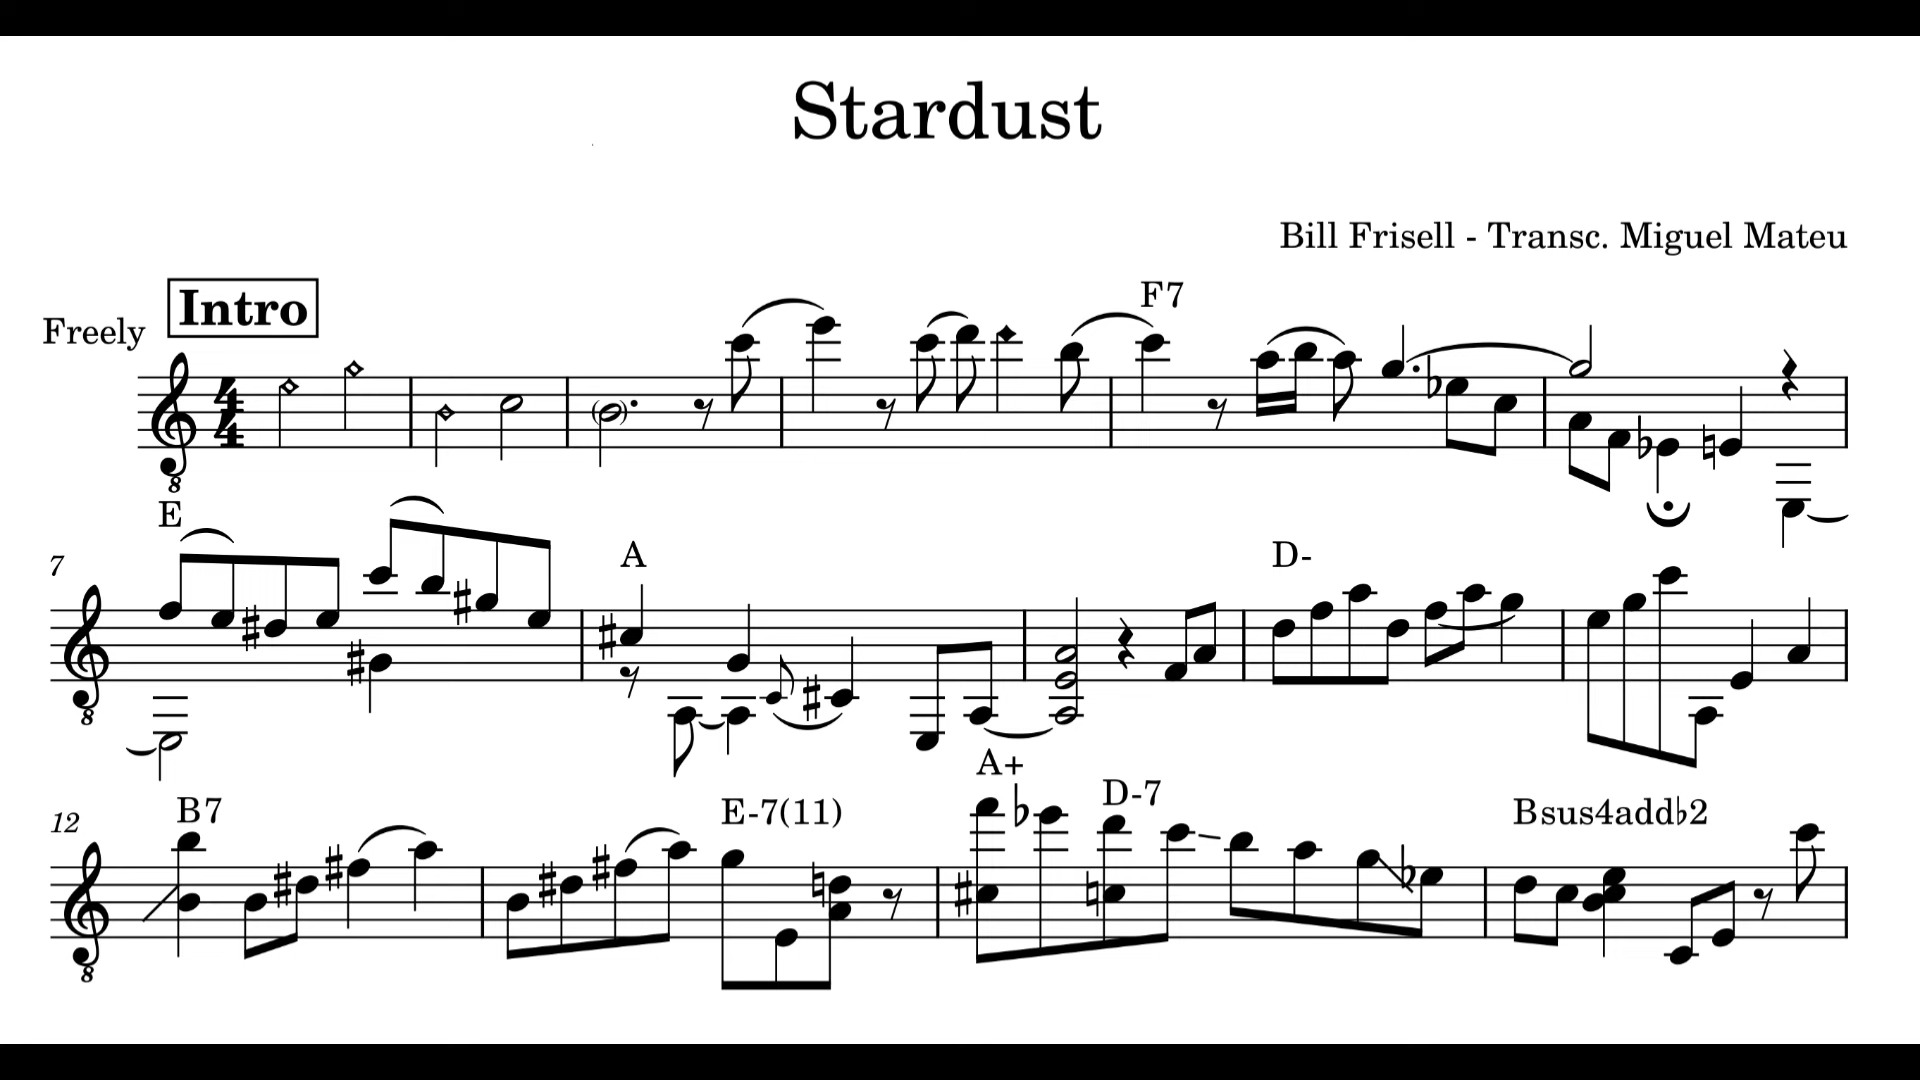 Stardust
Bill Frisell - Transc. Miguel Mateu
Intro
Freely
F7
4
4
8
E
7
A
D-
8
A+
12
B7
E-7(11)
D-7
Bsus4add♭2
8